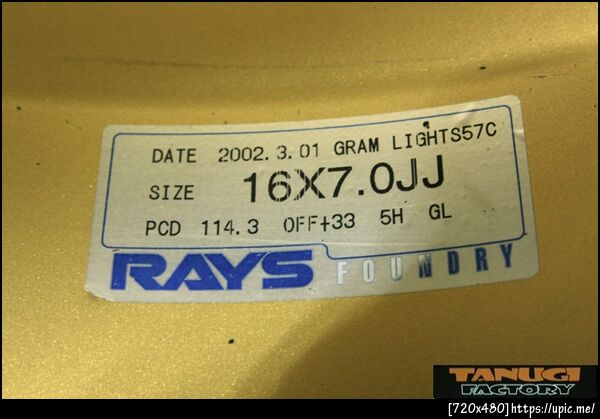 DATE 2002.3.01 GRAM LIGHTS57C
SIZE 16X7.0JJ
PCD 114.3 OFF+33 5H GL
RAYS FOUNDRY
TANUGI
FACTORY
[720x480]https://upic.me/